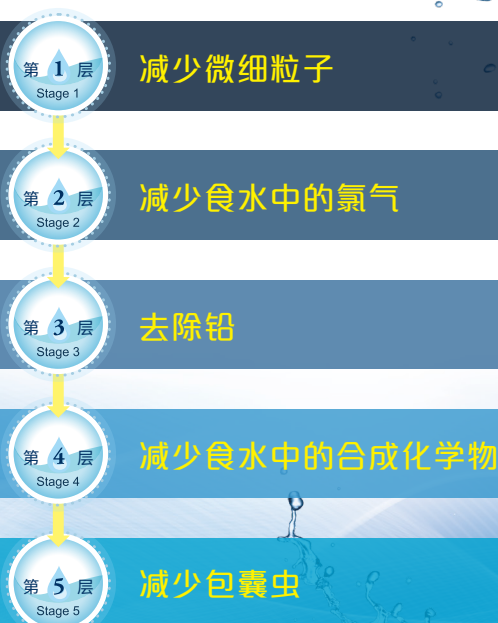 第 1 层
Stage 1
减少微细粒子
第 2 层
Stage 2
减少食水中的氯气
第 3 层
Stage 3
去除铅
第 4 层
Stage 4
减少食水中的合成化学物
第 5 层
Stage 5
减少包囊虫